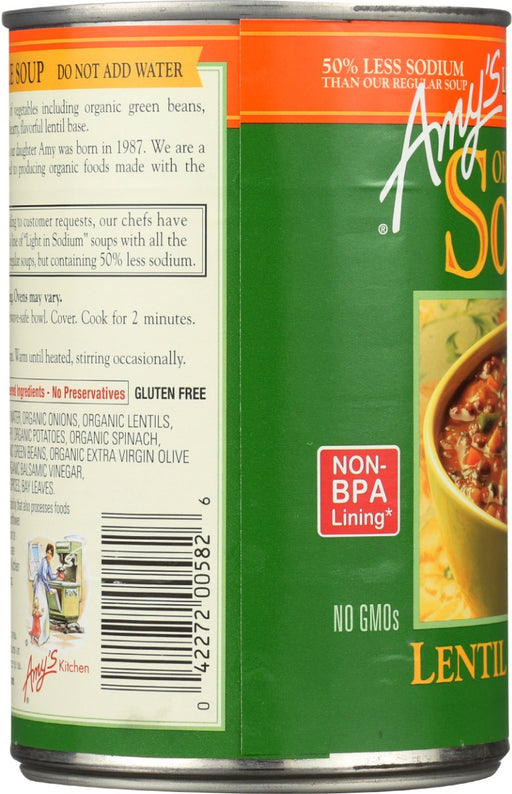 SOUP DO NOT ADD WATER
vegetables including organic green beans,
flavorful lentil base.
daughter Amy was born in 1987. We are a
to producing organic foods made with the
to customer requests, our chefs have
line of "Light in Sodium" soups with all the
soups, but containing 50% less sodium.
Ovens may vary.
bowl. Cover. Cook for 2 minutes.
Warm until heated, stirring occasionally.
Ingredients - No Preservatives GLUTEN FREE
WATER, ORGANIC ONIONS, ORGANIC LENTILS,
ORGANIC POTATOES, ORGANIC SPINACH,
GREEN BEANS, ORGANIC EXTRA VIRGIN OLIVE
BALSAMIC VINEGAR,
BAY LEAVES.
that also processes foods
Amy's Kitchen
®
0 42272 00582 6
50% LESS SODIUM
THAN OUR REGULAR SOUP
Amy's
®
NON-
BPA
Lining*
NO GMOs
LENTIL